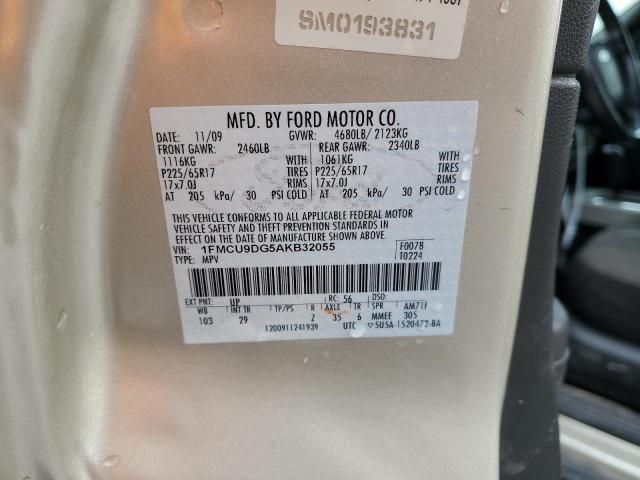 SM0193831
MFD. BY FORD MOTOR CO.
DATE: 11/09 GVWR: 4680LB/ 2123KG
FRONT GAWR: 2460LB REAR GAWR: 2340LB
1116KG WITH 1061KG WITH
P225/65R17 TIRES P225/65R17 TIRES
17x7.0J RIMS 17x7.0J RIMS
AT 205 kPa/ 30 PSI COLD AT 205 kPa/ 30 PSI COLD
THIS VEHICLE CONFORMS TO ALL APPLICABLE FEDERAL MOTOR
VEHICLE SAFETY AND THEFT PREVENTION STANDARDS IN
EFFECT ON THE DATE OF MANUFACTURE SHOWN ABOVE.
VIN: 1FMCU9DG5AKB32055 F0078
TYPE: MPV T0224
EXT PNT: UP RC: 56 DSO:
WB INT TR TP/PS R AXLE TR SPR AM71F
103 29 2 35 6 MMEE 305
1200911241939 UTC ▽5U5A-1520472-BA